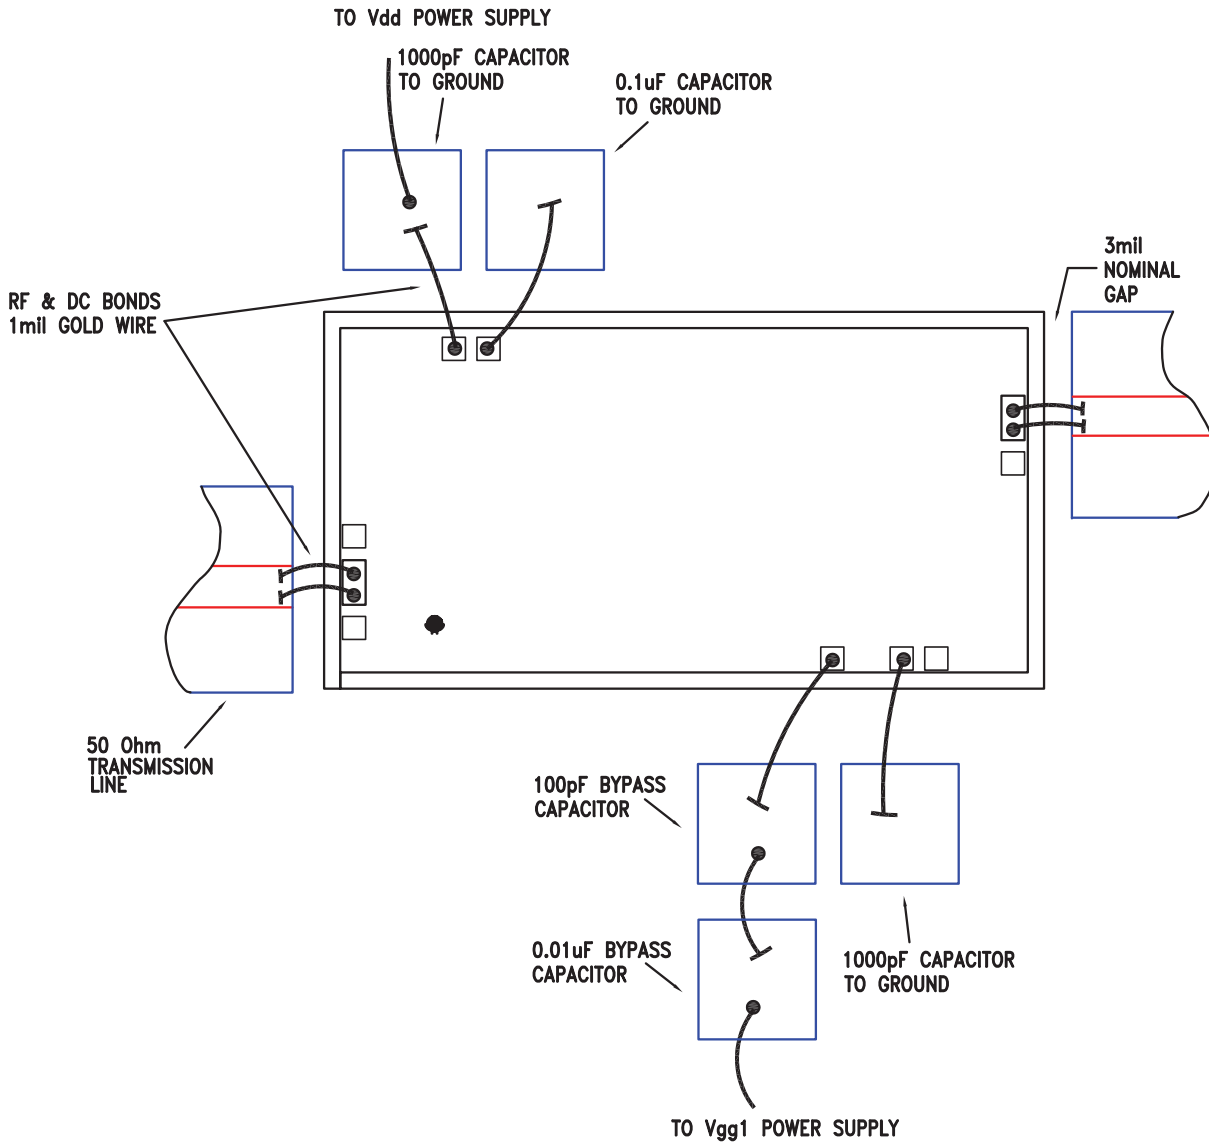 TO Vdd POWER SUPPLY
1000pF CAPACITOR
TO GROUND
0.1uF CAPACITOR
TO GROUND
3mil
NOMINAL
GAP
RF & DC BONDS
1mil GOLD WIRE
50 Ohm
TRANSMISSION
LINE
100pF BYPASS
CAPACITOR
0.01uF BYPASS
CAPACITOR
1000pF CAPACITOR
TO GROUND
TO Vgg1 POWER SUPPLY